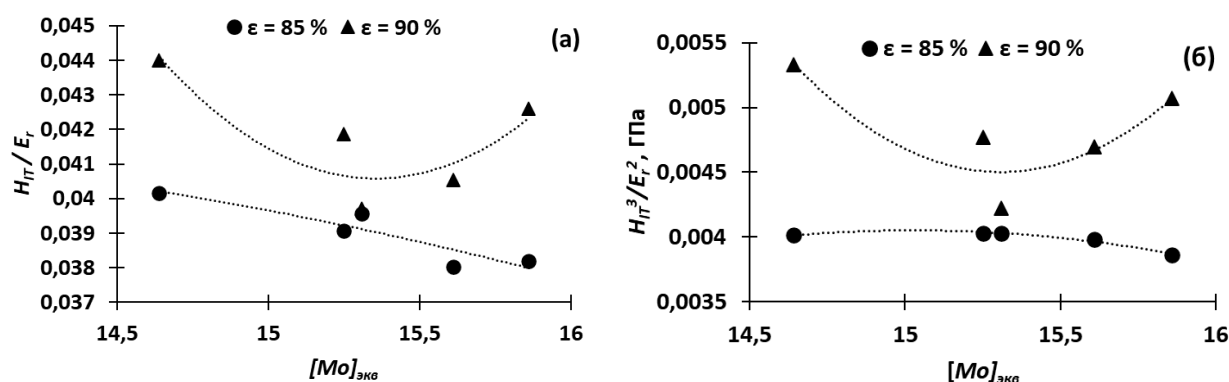 0,045
0,044
0,043
0,042
0,041
0,04
0,039
0,038
0,037
H_IT / E_r
● ε = 85 % ▲ ε = 90 %
(а)
14,5 15 15,5 16
[Mo]экв
0,0055
0,005
0,0045
0,004
0,0035
H_IT^3/E_r^2, ГПа
● ε = 85 % ▲ ε = 90 %
(б)
14,5 15 15,5 16
[Mo]экв